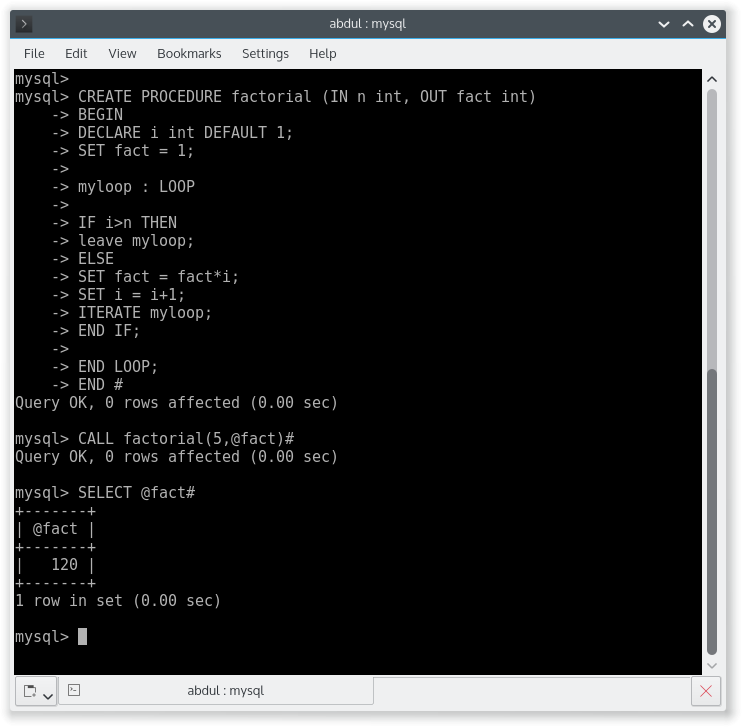 abdul : mysql
File Edit View Bookmarks Settings Help
mysql>
mysql> CREATE PROCEDURE factorial (IN n int, OUT fact int)
    -> BEGIN
    -> DECLARE i int DEFAULT 1;
    -> SET fact = 1;
    ->
    -> myloop : LOOP
    ->
    -> IF i>n THEN
    -> leave myloop;
    -> ELSE
    -> SET fact = fact*i;
    -> SET i = i+1;
    -> ITERATE myloop;
    -> END IF;
    ->
    -> END LOOP;
    -> END #
Query OK, 0 rows affected (0.00 sec)
mysql> CALL factorial(5,@fact)#
Query OK, 0 rows affected (0.00 sec)
mysql> SELECT @fact#
+-------+
| @fact |
+-------+
|   120 |
+-------+
1 row in set (0.00 sec)
mysql>
abdul : mysql